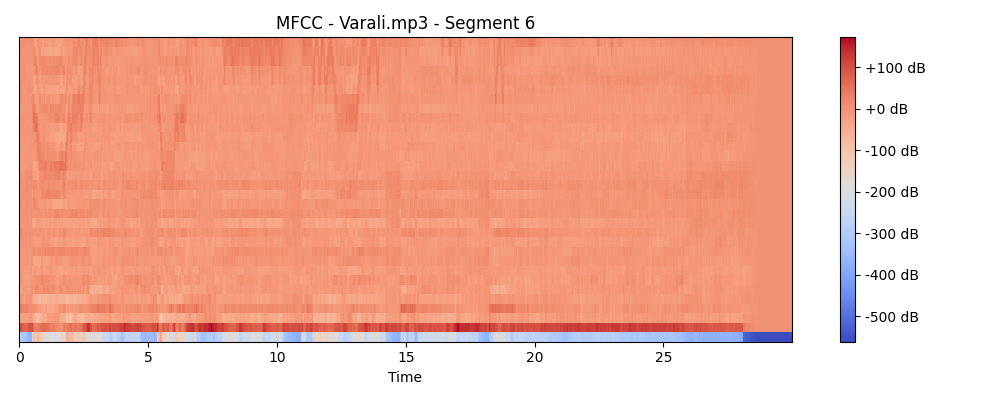 MFCC - Varali.mp3 - Segment 6
+100 dB
+0 dB
-100 dB
-200 dB
-300 dB
-400 dB
-500 dB
0 5 10 15 20 25
Time